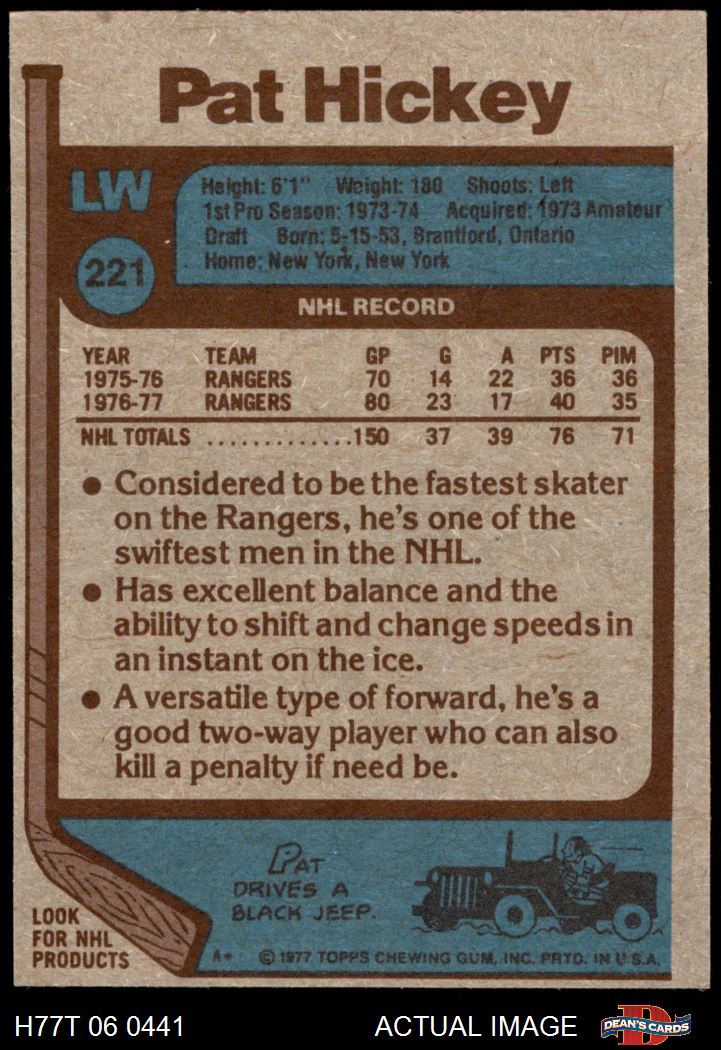 Pat Hickey
LW
221
Height: 6'1" Weight: 180 Shoots: Left
1st Pro Season: 1973-74 Acquired: 1973 Amateur
Draft Born: 5-15-53, Brantford, Ontario
Home: New York, New York
NHL RECORD
YEAR TEAM GP G A PTS PIM
1975-76 RANGERS 70 14 22 36 36
1976-77 RANGERS 80 23 17 40 35
NHL TOTALS .............150 37 39 76 71
● Considered to be the fastest skater
on the Rangers, he's one of the
swiftest men in the NHL.
● Has excellent balance and the
ability to shift and change speeds in
an instant on the ice.
● A versatile type of forward, he's a
good two-way player who can also
kill a penalty if need be.
PAT
DRIVES A
BLACK JEEP.
LOOK
FOR NHL
PRODUCTS
A* © 1977 TOPPS CHEWING GUM, INC. PRTD. IN U.S.A.
H77T 06 0441 ACTUAL IMAGE DEAN'S CARDS